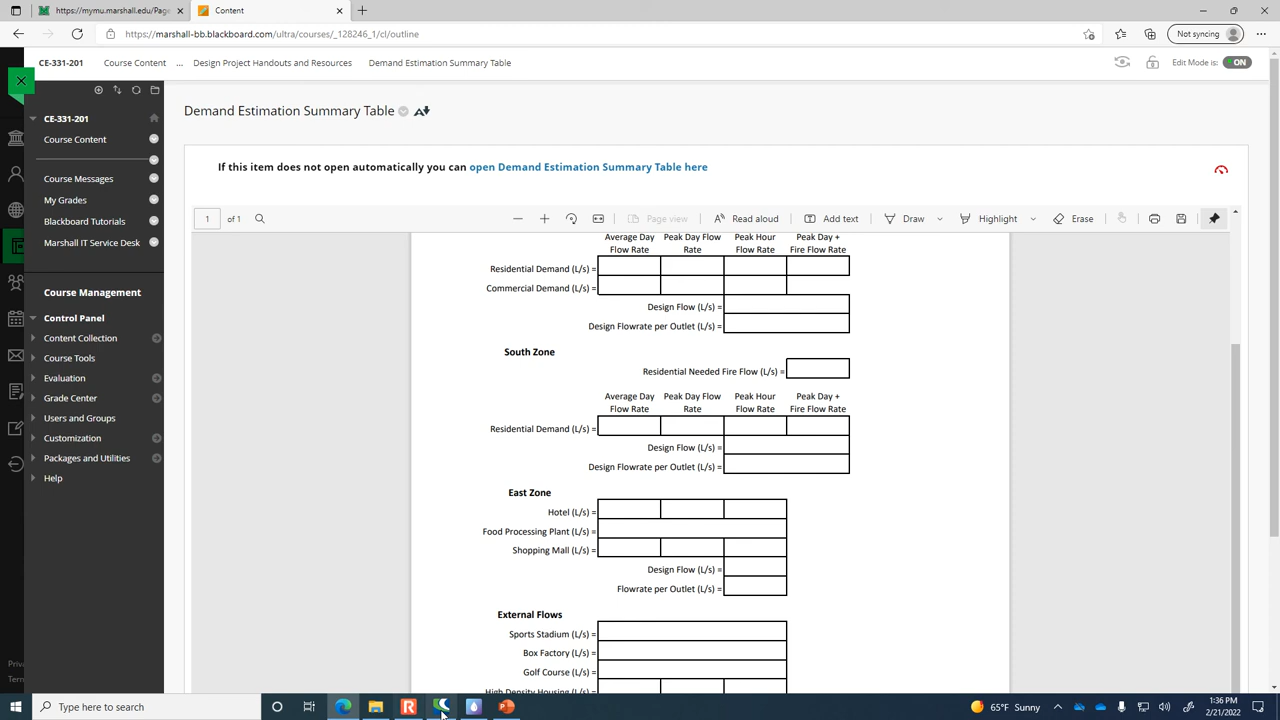 https://mymu.marshall.edu/Page
Content
https://marshall-bb.blackboard.com/ultra/courses/_128246_1/cl/outline
Not syncing
CE-331-201
Course Content
...
Design Project Handouts and Resources
Demand Estimation Summary Table
Edit Mode is:
ON
CE-331-201
Course Content
Course Messages
My Grades
Blackboard Tutorials
Marshall IT Service Desk
Course Management
Control Panel
Content Collection
Course Tools
Evaluation
Grade Center
Users and Groups
Customization
Packages and Utilities
Help
Demand Estimation Summary Table
If this item does not open automatically you can open Demand Estimation Summary Table here
1 of 1
Page view
Read aloud
Add text
Draw
Highlight
Erase
Average Day Flow Rate
Peak Day Flow Rate
Peak Hour Flow Rate
Peak Day + Fire Flow Rate
Residential Demand (L/s) =
Commercial Demand (L/s) =
Design Flow (L/s) =
Design Flowrate per Outlet (L/s) =
South Zone
Residential Needed Fire Flow (L/s) =
Average Day Flow Rate
Peak Day Flow Rate
Peak Hour Flow Rate
Peak Day + Fire Flow Rate
Residential Demand (L/s) =
Design Flow (L/s) =
Design Flowrate per Outlet (L/s) =
East Zone
Hotel (L/s) =
Food Processing Plant (L/s) =
Shopping Mall (L/s) =
Design Flow (L/s) =
Flowrate per Outlet (L/s) =
External Flows
Sports Stadium (L/s) =
Box Factory (L/s) =
Golf Course (L/s) =
High Density Housing (L/s) =
Priva
Term
Type here to search
65°F Sunny
1:36 PM
2/21/2022